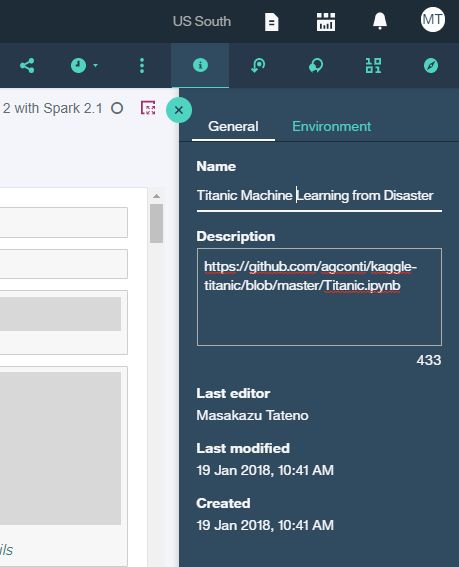 US South
MT
2 with Spark 2.1
General Environment
Name
Titanic Machine Learning from Disaster
Description
https://github.com/agconti/kaggle-
titanic/blob/master/Titanic.ipynb
433
Last editor
Masakazu Tateno
Last modified
19 Jan 2018, 10:41 AM
Created
19 Jan 2018, 10:41 AM
ils